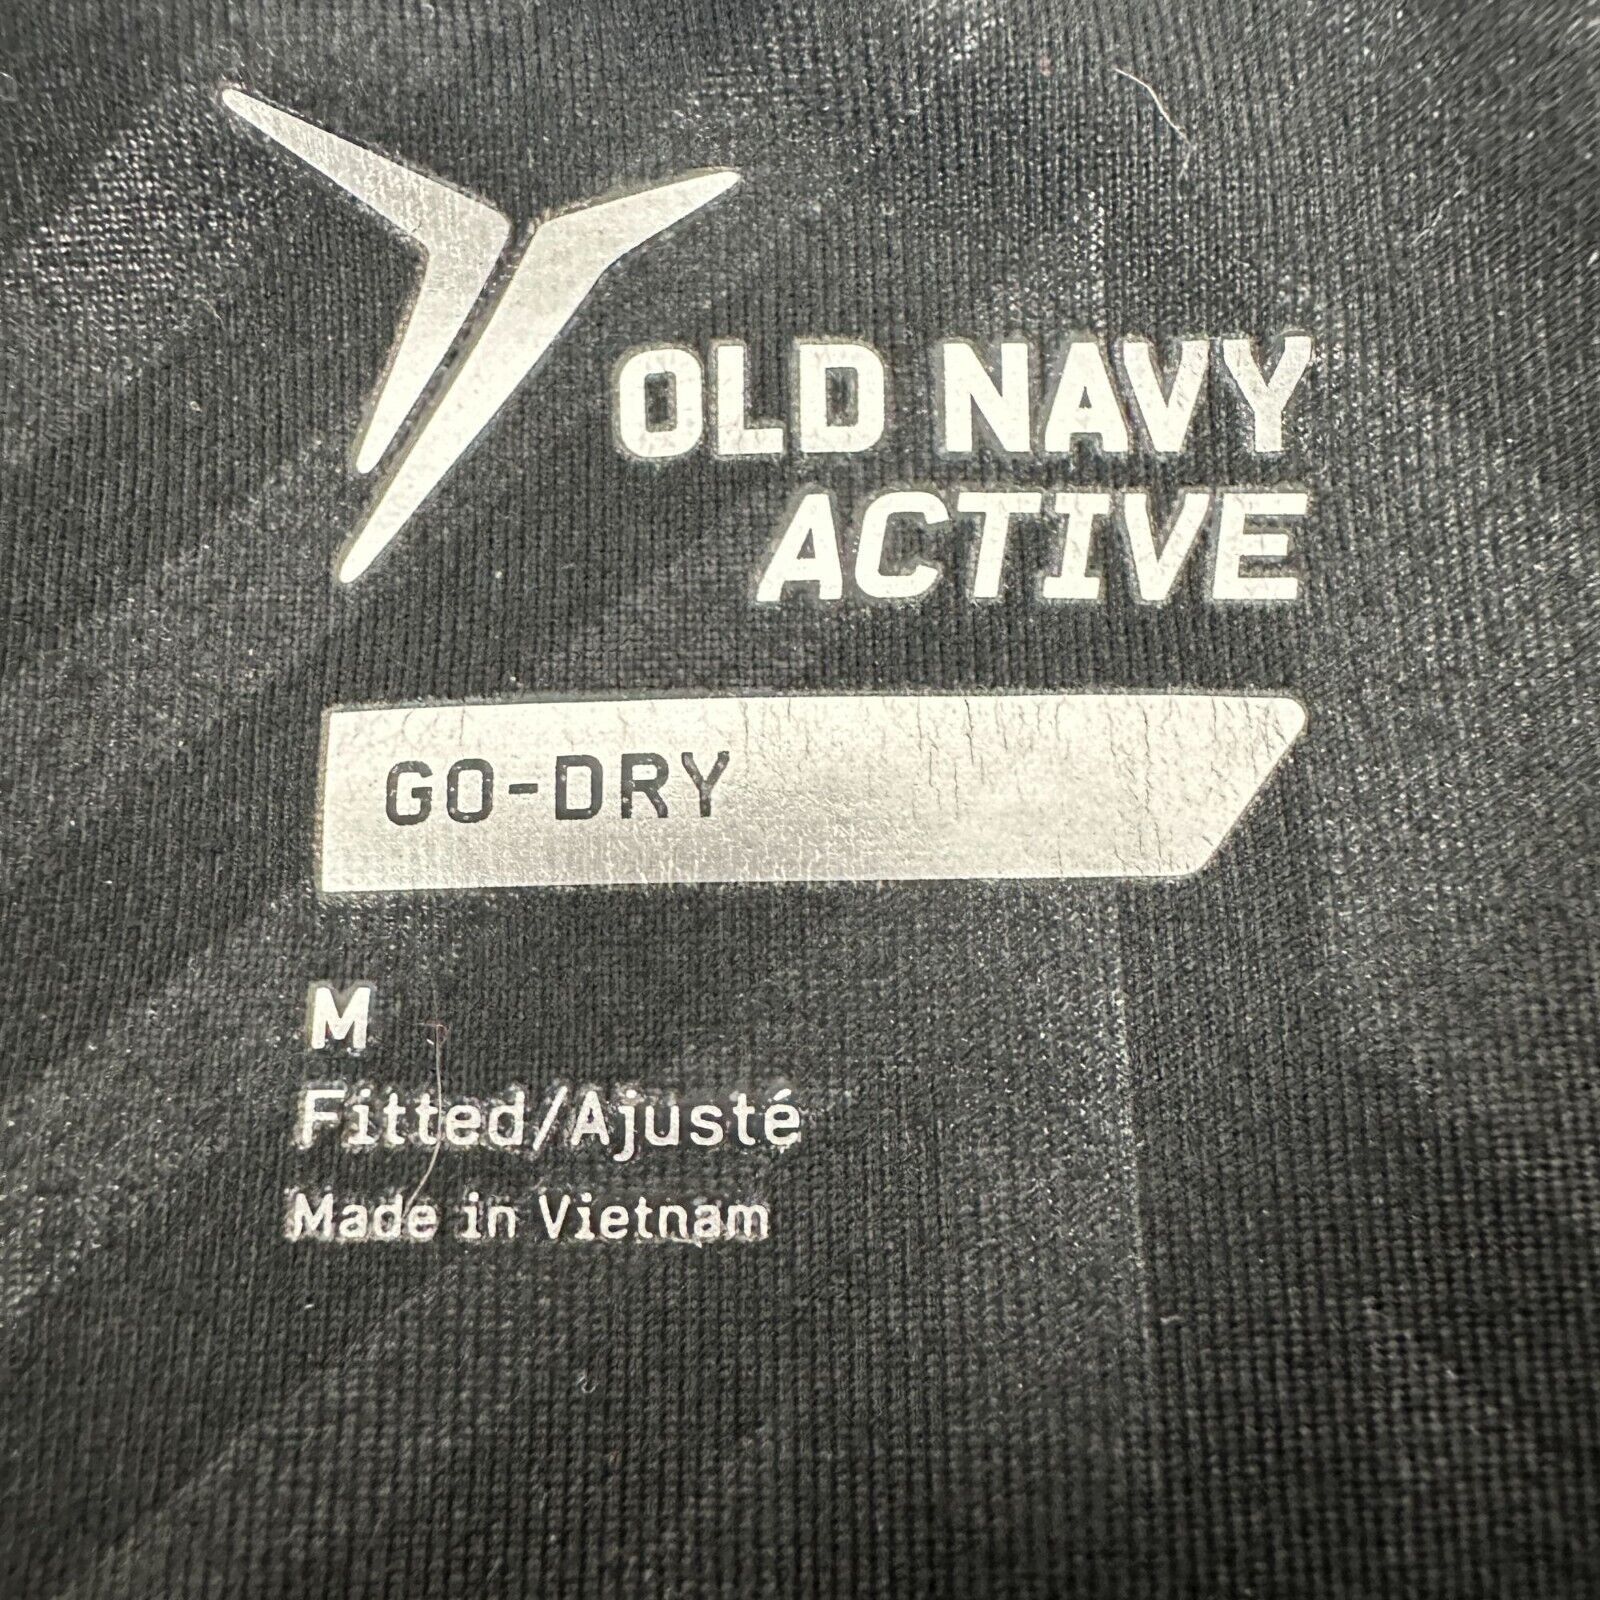 OLD NAVY
ACTIVE
GO-DRY
M
Fitted/Ajusté
Made in Vietnam